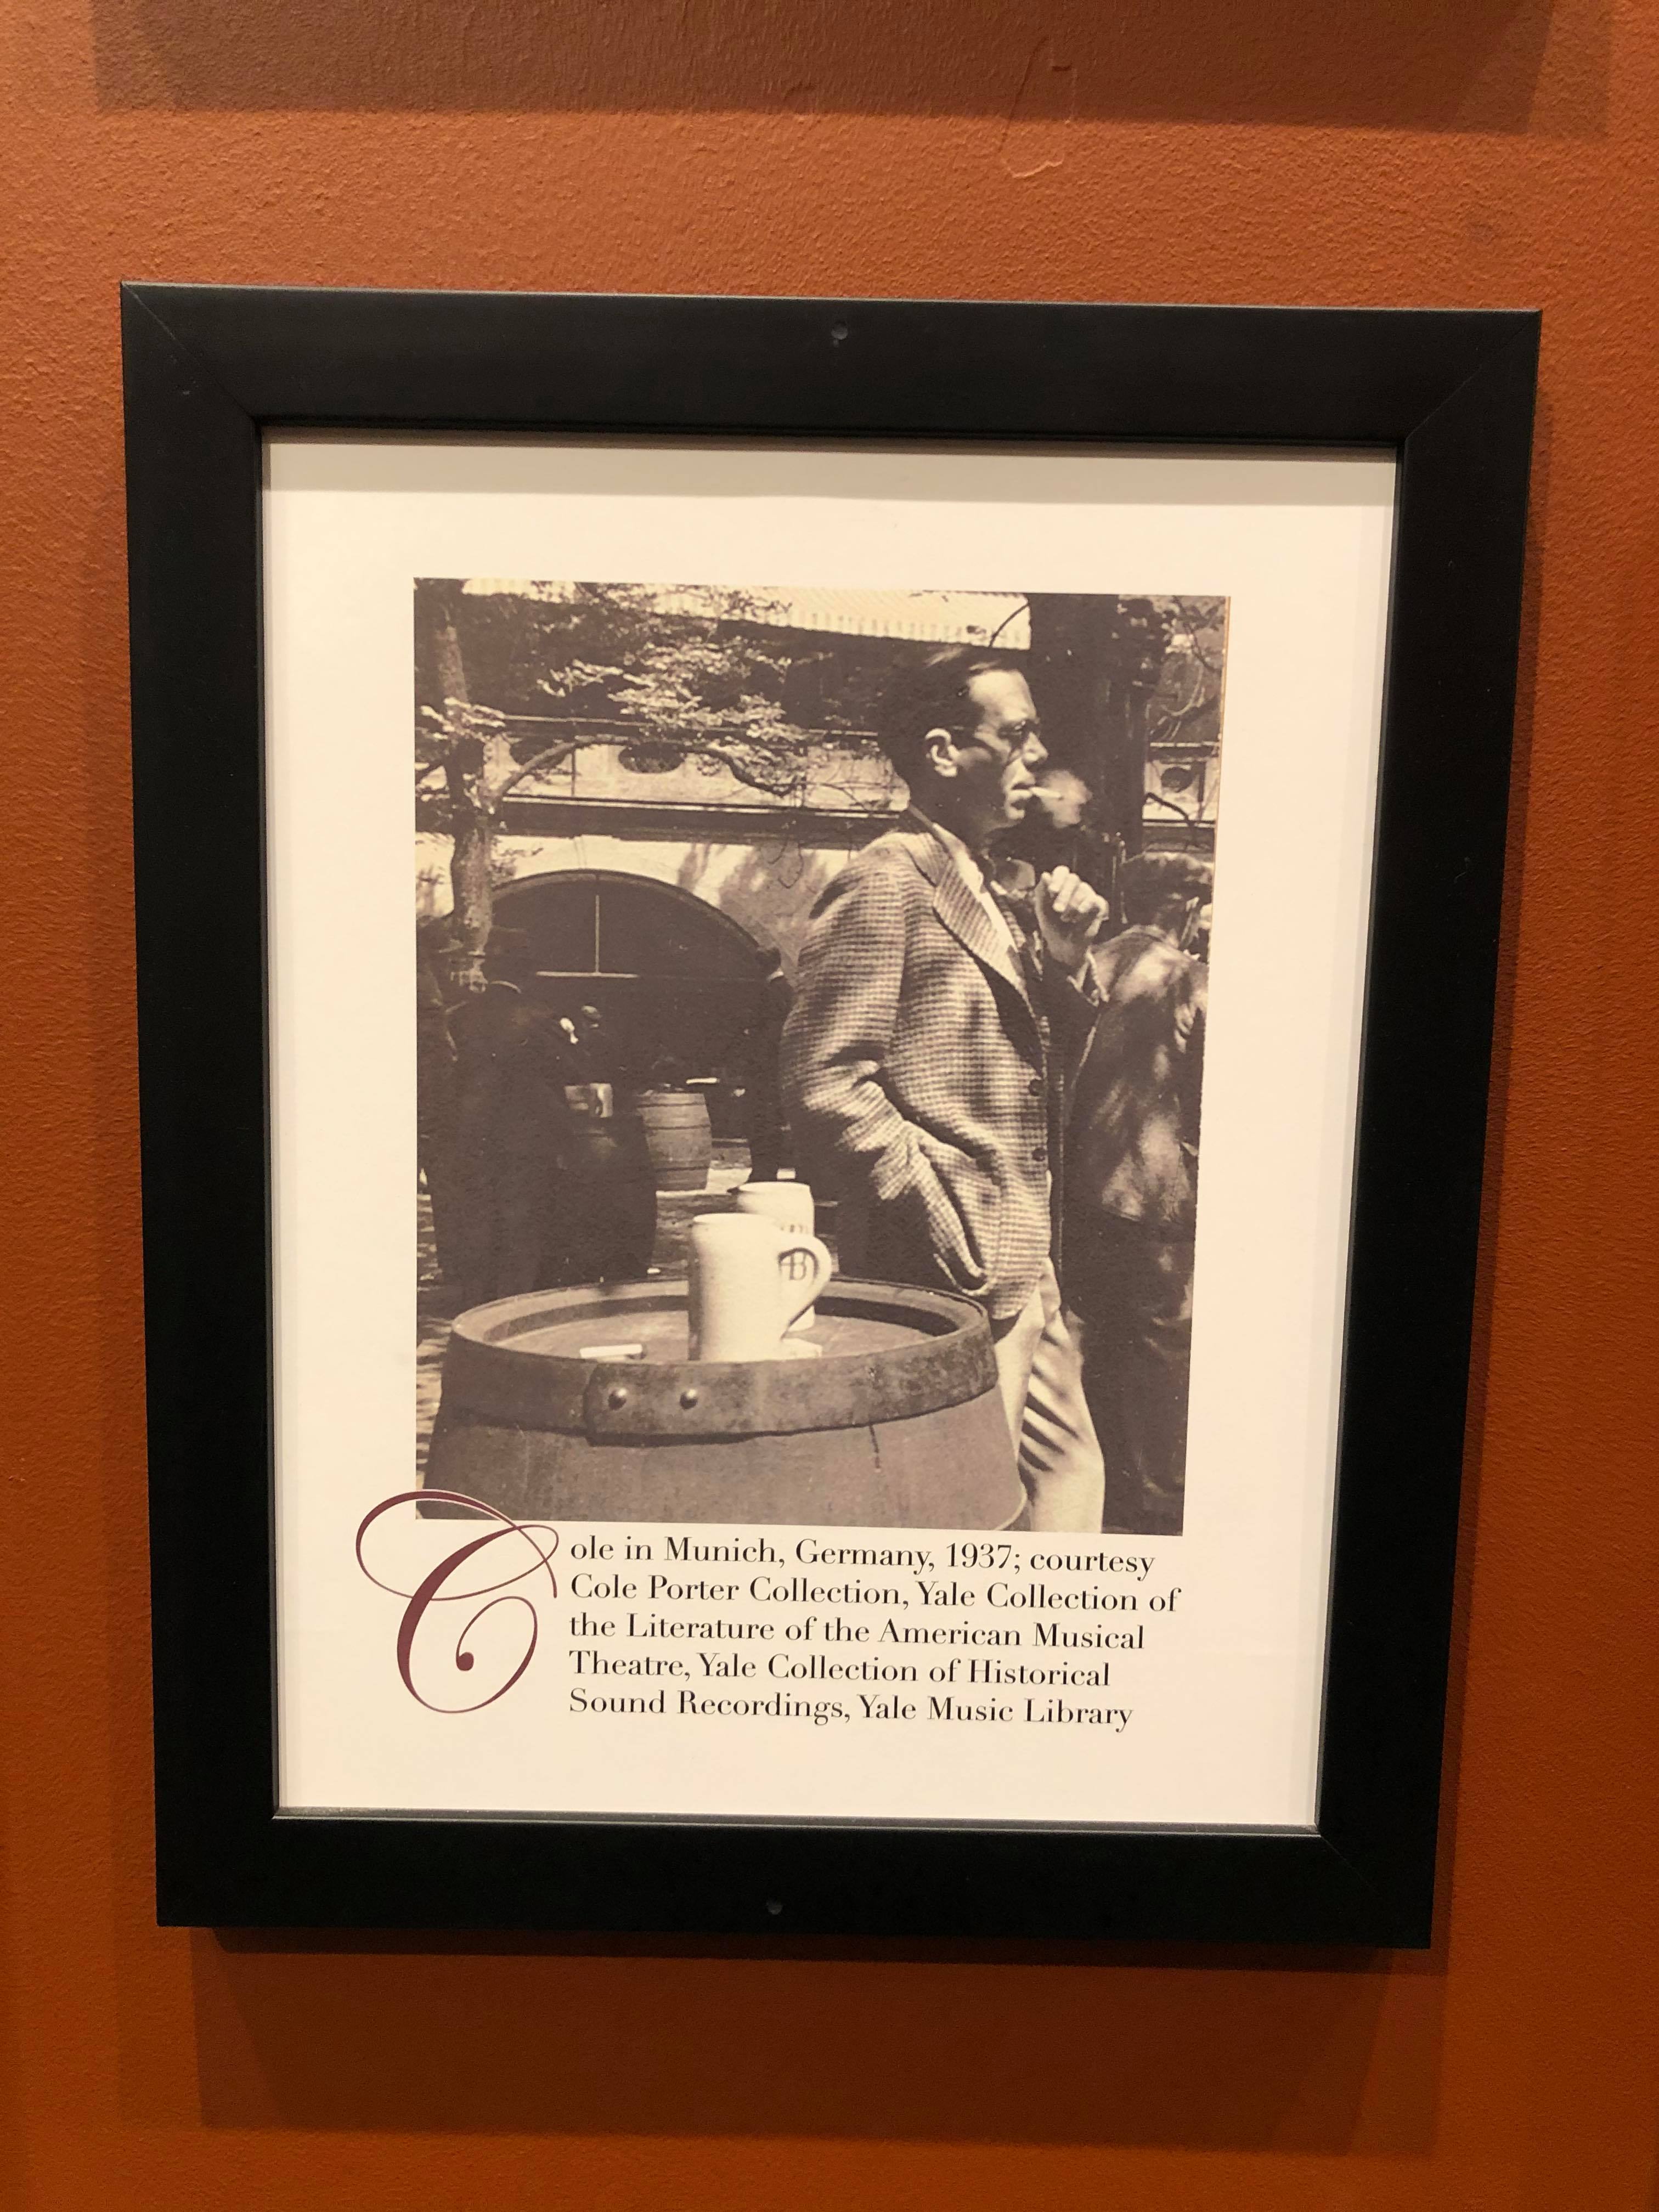 HB
Cole in Munich, Germany, 1937; courtesy
Cole Porter Collection, Yale Collection of
the Literature of the American Musical
Theatre, Yale Collection of Historical
Sound Recordings, Yale Music Library